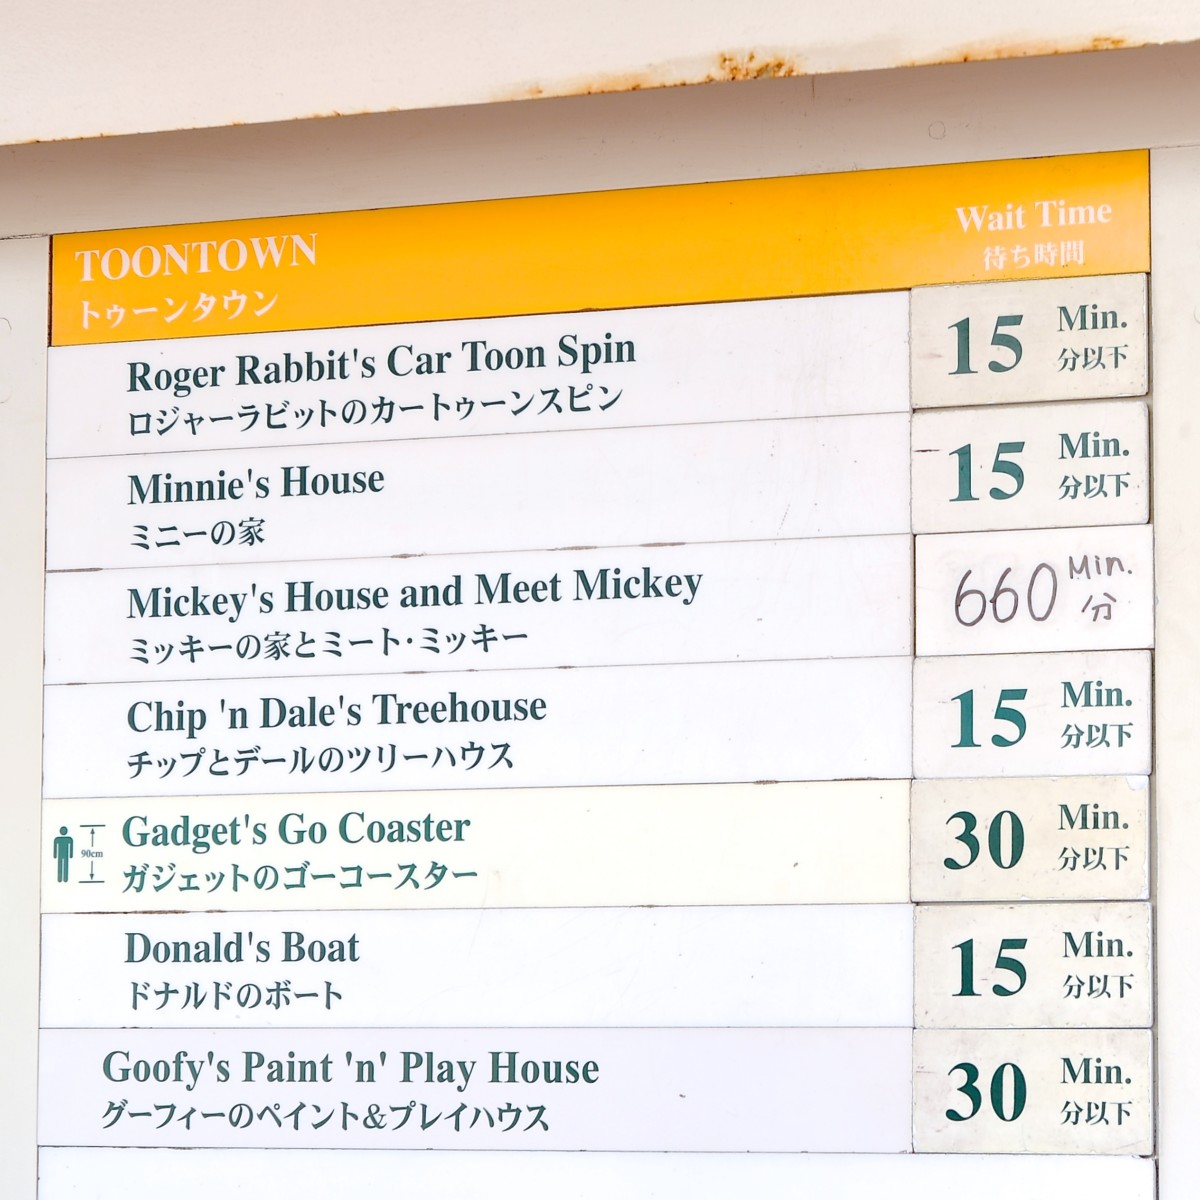 TOONTOWN
トゥーンタウン
Wait Time
待ち時間
Roger Rabbit's Car Toon Spin
ロジャーラビットのカートゥーンスピン
15 Min.
分以下
Minnie's House
ミニーの家
15 Min.
分以下
Mickey's House and Meet Mickey
ミッキーの家とミート・ミッキー
660 Min.
分
Chip 'n Dale's Treehouse
チップとデールのツリーハウス
15 Min.
分以下
90cm
Gadget's Go Coaster
ガジェットのゴーコースター
30 Min.
分以下
Donald's Boat
ドナルドのボート
15 Min.
分以下
Goofy's Paint 'n' Play House
グーフィーのペイント&プレイハウス
30 Min.
分以下